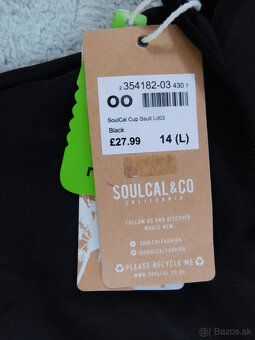 2 354182-03 430 7
OO
SoulCal Cup Ssuit Ld03
Black
£27.99 14 (L)
SOULCAL&CO
CALIFORNIA
FOLLOW US AND DISCOVER
WHATS NEW.
SOULCALFASHION
@SOULCALFASHION
PLEASE RECYCLE ME
WWW.SOULCAL.CO.UK
© Bazos.sk